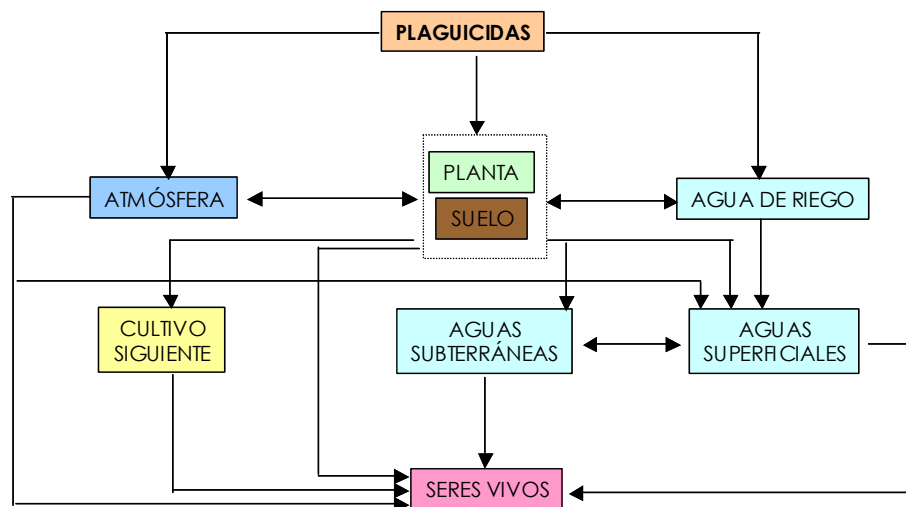 PLAGUICIDAS
PLANTA
ATMÓSFERA
AGUA DE RIEGO
SUELO
CULTIVO
SIGUIENTE
AGUAS
SUBTERRÁNEAS
AGUAS
SUPERFICIALES
SERES VIVOS